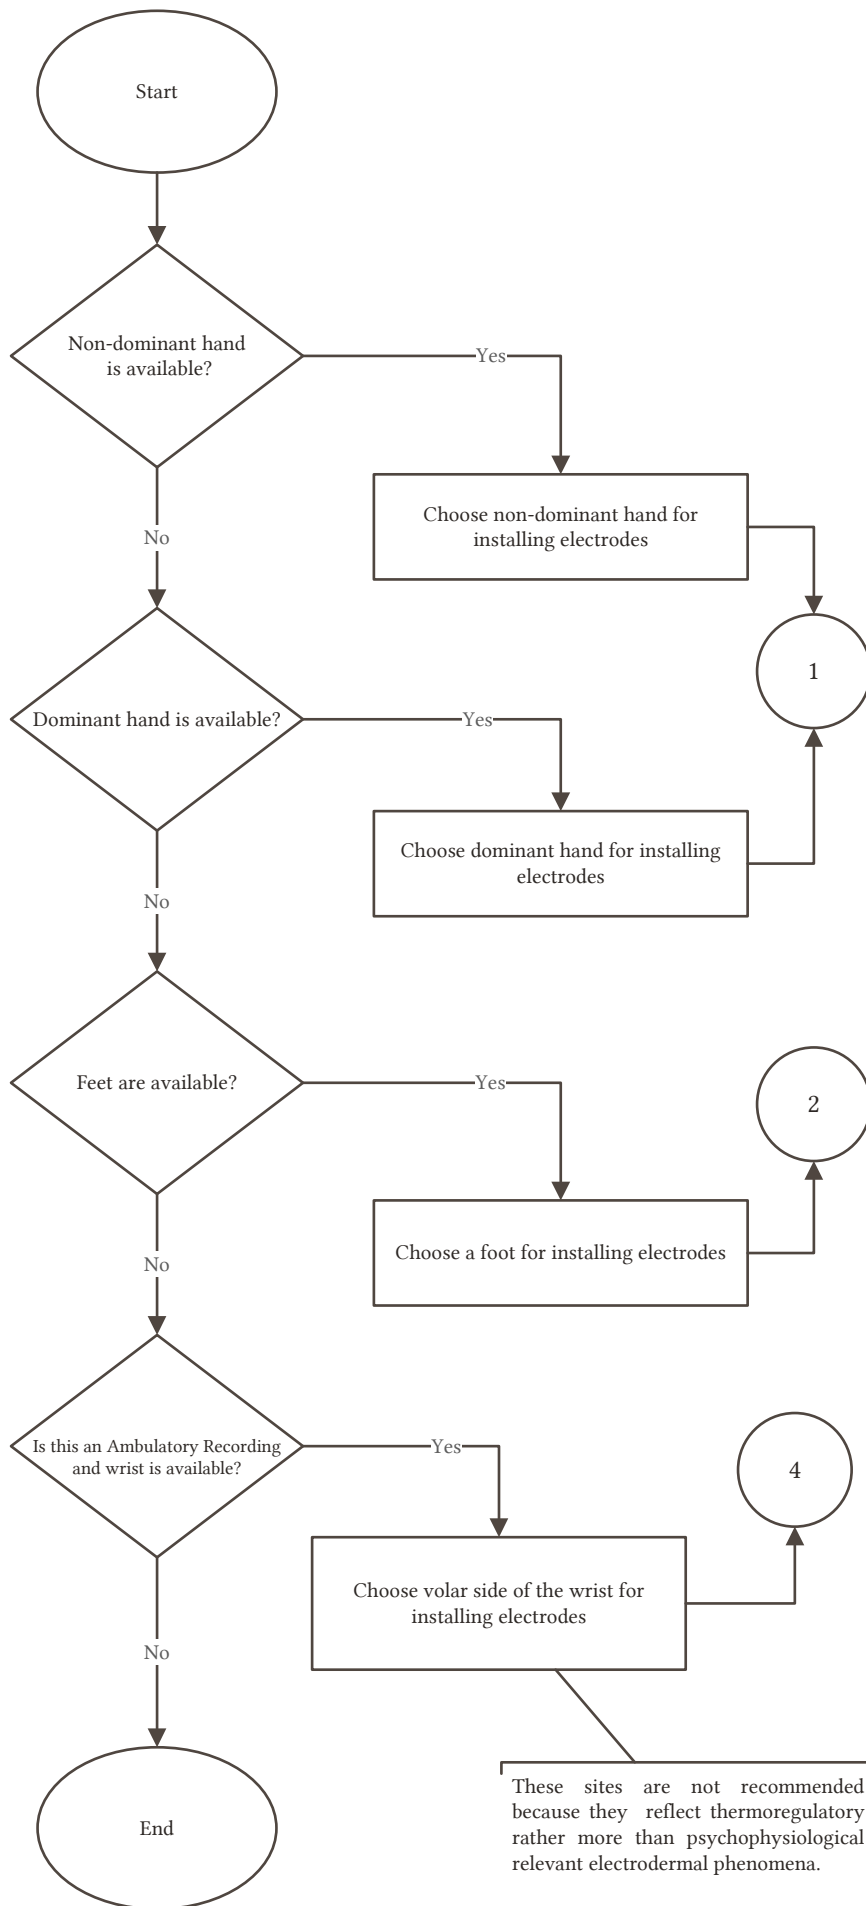 Start
Non-dominant hand
is available?
Yes
Choose non-dominant hand for
installing electrodes
No
1
Dominant hand is available?
Yes
Choose dominant hand for installing
electrodes
No
Feet are available?
Yes
2
Choose a foot for installing electrodes
No
Is this an Ambulatory Recording
and wrist is available?
Yes
4
Choose volar side of the wrist for
installing electrodes
No
These sites are not recommended
because they reflect thermoregulatory
rather more than psychophysiological
relevant electrodermal phenomena.
End